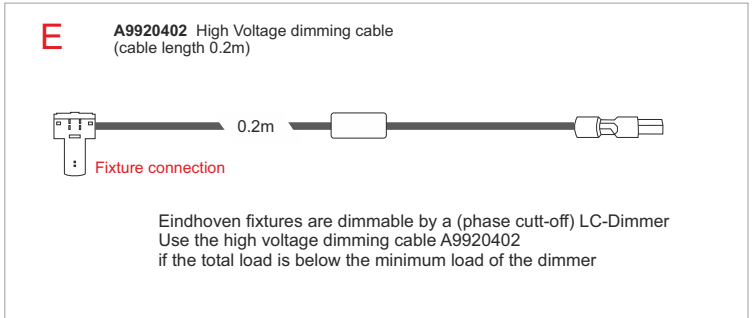 E
A9920402 High Voltage dimming cable
(cable length 0.2m)
0.2m
Fixture connection
Eindhoven fixtures are dimmable by a (phase cutt-off) LC-Dimmer
Use the high voltage dimming cable A9920402
if the total load is below the minimum load of the dimmer